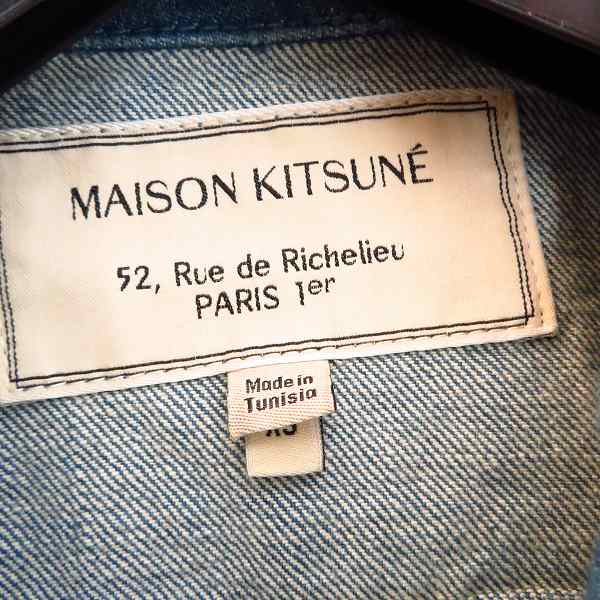 MAISON KITSUNÉ
52, Rue de Richelieu
PARIS 1er
Made in
Tunisia